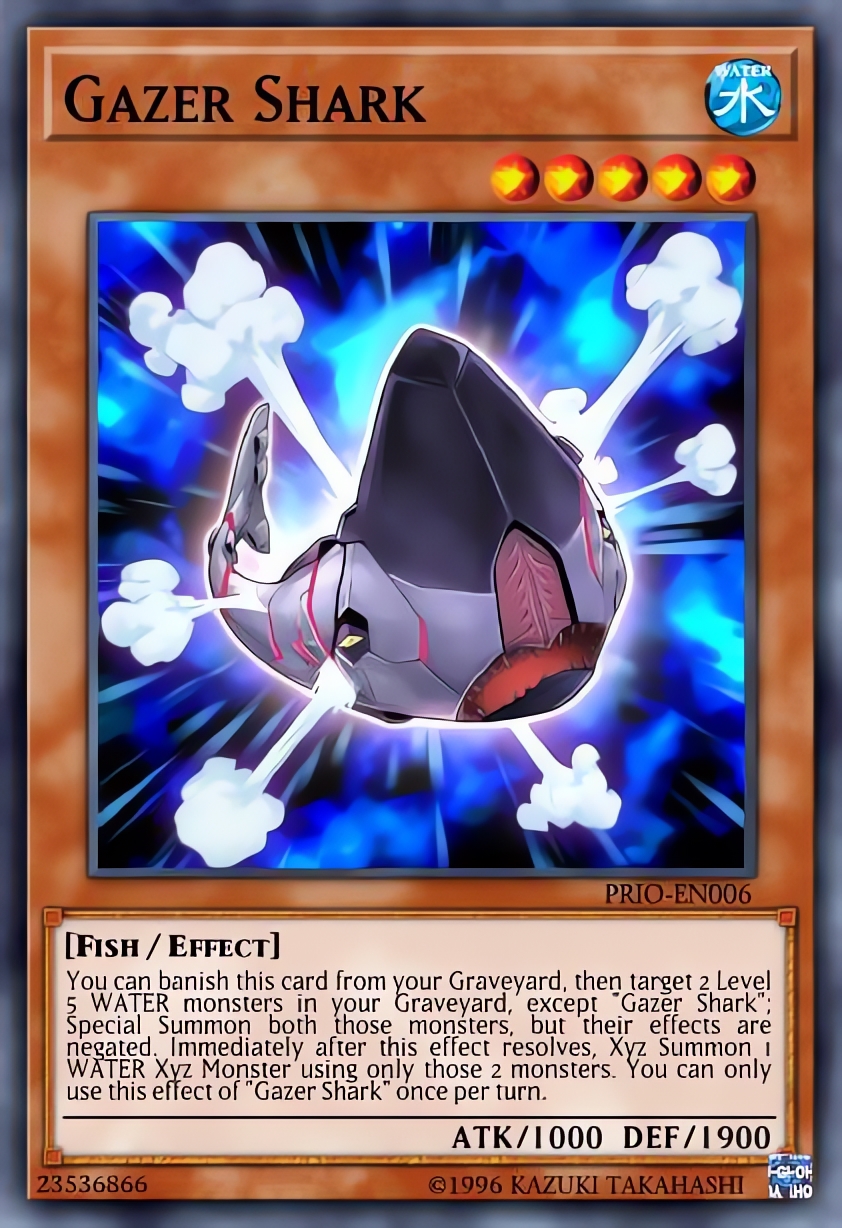 Gazer Shark
WATER
水
PRIO-EN006
[Fish / Effect]
You can banish this card from your Graveyard, then target 2 Level
5 WATER monsters in your Graveyard, except "Gazer Shark";
Special Summon both those monsters, but their effects are
negated. Immediately after this effect resolves, Xyz Summon 1
WATER Xyz Monster using only those 2 monsters. You can only
use this effect of "Gazer Shark" once per turn.
ATK/1000 DEF/1900
23536866
©1996 KAZUKI TAKAHASHI